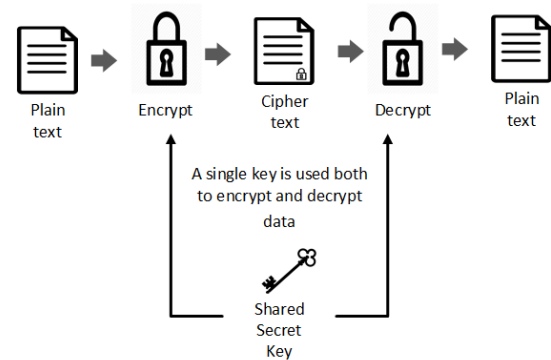 Plain
text
Encrypt
Cipher
text
Decrypt
Plain
text
A single key is used both
to encrypt and decrypt
data
Shared
Secret
Key